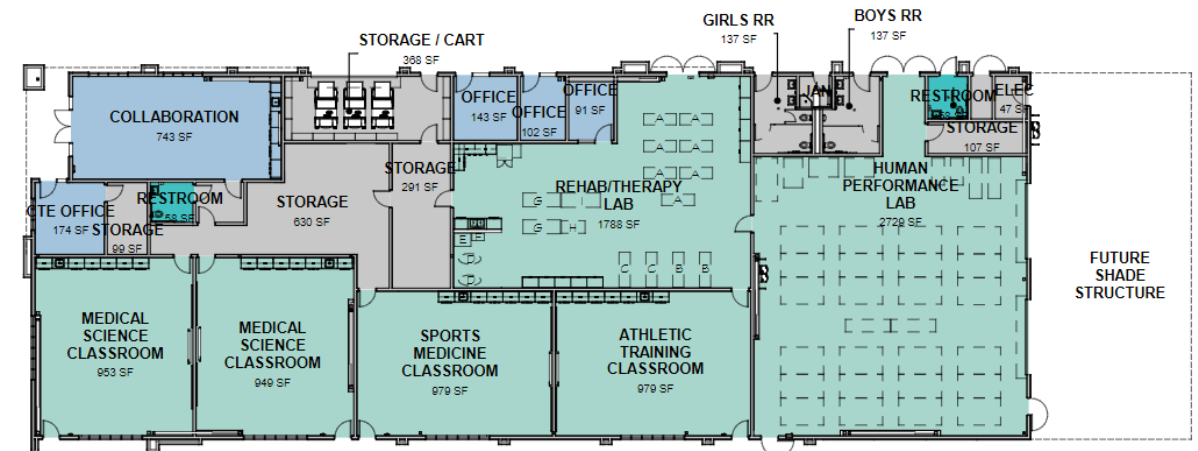 GIRLS RR
137 SF
BOYS RR
137 SF
STORAGE / CART
368 SF
COLLABORATION
743 SF
OFFICE
143 SF
OFFICE
102 SF
OFFICE
91 SF
JAN
RESTROOM
ELEC
47 SF
STORAGE
107 SF
CTE OFFICE
174 SF
STORAGE
99 SF
RESTROOM
58 SF
STORAGE
630 SF
STORAGE
291 SF
REHAB/THERAPY
LAB
1788 SF
A A
A A
A A
G A
G H
E
C C B B
HUMAN
PERFORMANCE
LAB
2729 SF
FUTURE
SHADE
STRUCTURE
MEDICAL
SCIENCE
CLASSROOM
953 SF
MEDICAL
SCIENCE
CLASSROOM
949 SF
SPORTS
MEDICINE
CLASSROOM
979 SF
ATHLETIC
TRAINING
CLASSROOM
979 SF